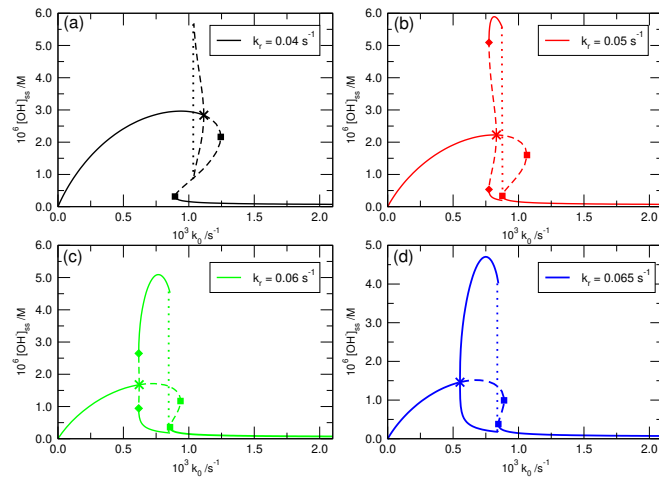 (a)
k_r = 0.04 s^-1
10^6 [OH]_ss /M
6.0
5.0
4.0
3.0
2.0
1.0
0.0
0.0 0.5 1.0 1.5 2.0
10^3 k_0 /s^-1
(b)
k_r = 0.05 s^-1
10^6 [OH]_ss /M
6.0
5.0
4.0
3.0
2.0
1.0
0.0
0.0 0.5 1.0 1.5 2.0
10^3 k_0 /s^-1
(c)
k_r = 0.06 s^-1
10^6 [OH]_ss /M
6.0
5.0
4.0
3.0
2.0
1.0
0.0
0.0 0.5 1.0 1.5 2.0
10^3 k_0 /s^-1
(d)
k_r = 0.065 s^-1
10^6 [OH]_ss /M
5.0
4.0
3.0
2.0
1.0
0.0
0.0 0.5 1.0 1.5 2.0
10^3 k_0 /s^-1